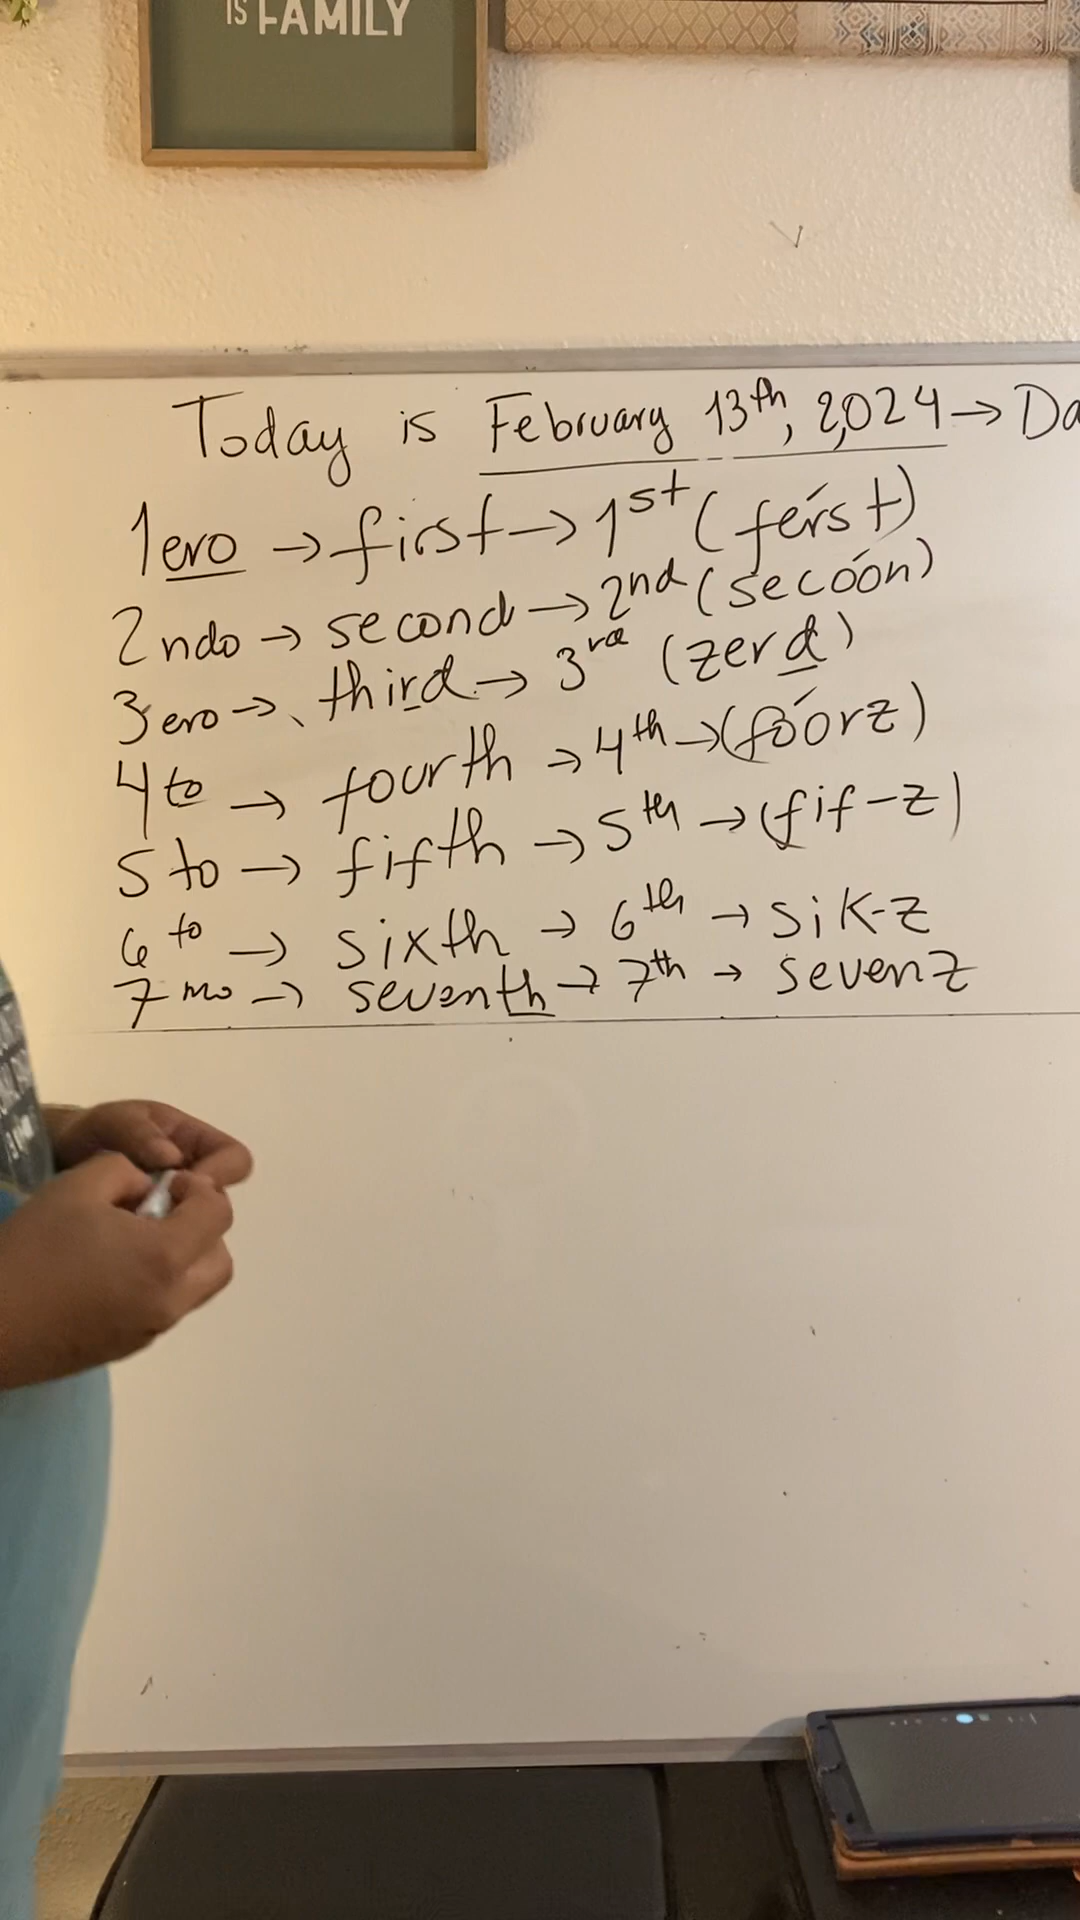 IS FAMILY
Today is February 13th, 2,024 → Da
1ero → first → 1st (férst)
2ndo → second → 2nd (secóon)
3ero → third → 3rd (zerd)
4to → fourth → 4th → (fóorz)
5to → fifth → 5th → (fif-z)
6to → sixth → 6th → sik-z
7mo → seventh → 7th → sevenz